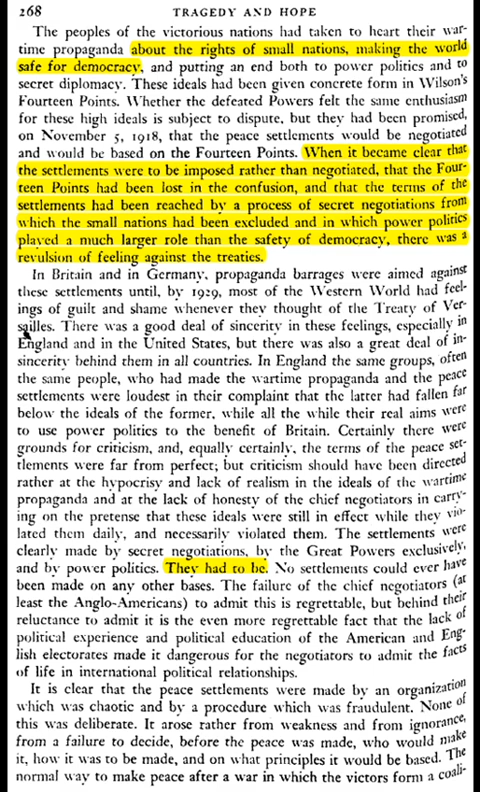 268 TRAGEDY AND HOPE
The peoples of the victorious nations had taken to heart their war-
time propaganda about the rights of small nations, making the world
safe for democracy, and putting an end both to power politics and to
secret diplomacy. These ideals had been given concrete form in Wilson's
Fourteen Points. Whether the defeated Powers felt the same enthusiasm
for these high ideals is subject to dispute, but they had been promised,
on November 5, 1918, that the peace settlements would be negotiated
and would be based on the Fourteen Points. When it became clear that
the settlements were to be imposed rather than negotiated, that the Four-
teen Points had been lost in the confusion, and that the terms of the
settlements had been reached by a process of secret negotiations from
which the small nations had been excluded and in which power politics
played a much larger role than the safety of democracy, there was a
revulsion of feeling against the treaties.
In Britain and in Germany, propaganda barrages were aimed against
these settlements until, by 1929, most of the Western World had feel-
ings of guilt and shame whenever they thought of the Treaty of Ver-
sailles. There was a good deal of sincerity in these feelings, especially in
England and in the United States, but there was also a great deal of in-
sincerity behind them in all countries. In England the same groups, often
the same people, who had made the wartime propaganda and the peace
settlements were loudest in their complaint that the latter had fallen far
below the ideals of the former, while all the while their real aims were
to use power politics to the benefit of Britain. Certainly there were
grounds for criticism, and, equally certainly, the terms of the peace set-
tlements were far from perfect; but criticism should have been directed
rather at the hypocrisy and lack of realism in the ideals of the wartime
propaganda and at the lack of honesty of the chief negotiators in carry-
ing on the pretense that these ideals were still in effect while they vio-
lated them daily, and necessarily violated them. The settlements were
clearly made by secret negotiations, by the Great Powers exclusively,
and by power politics. They had to be. No settlements could ever have
been made on any other bases. The failure of the chief negotiators (at
least the Anglo-Americans) to admit this is regrettable, but behind their
reluctance to admit it is the even more regrettable fact that the lack of
political experience and political education of the American and Eng-
lish electorates made it dangerous for the negotiators to admit the facts
of life in international political relationships.
It is clear that the peace settlements were made by an organization
which was chaotic and by a procedure which was fraudulent. None of
this was deliberate. It arose rather from weakness and from ignorance,
from a failure to decide, before the peace was made, who would make
it, how it was to be made, and on what principles it would be based. The
normal way to make peace after a war in which the victors form a coali-